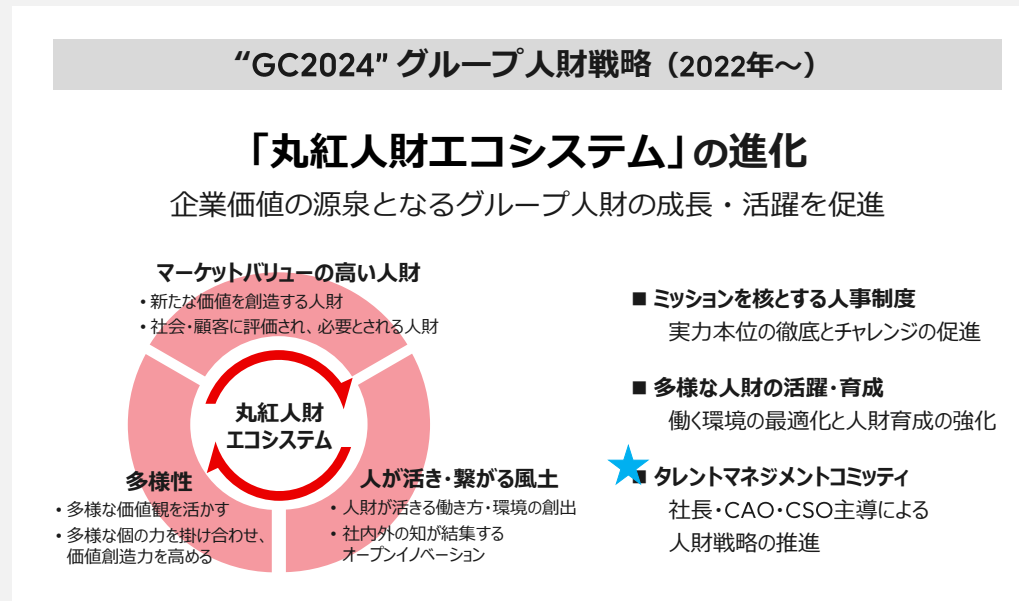 “GC2024” グループ人財戦略（2022年～）
「丸紅人財エコシステム」の進化
企業価値の源泉となるグループ人財の成長・活躍を促進
マーケットバリューの高い人財
・新たな価値を創造する人財
・社会・顧客に評価され、必要とされる人財
丸紅人財
エコシステム
多様性
・多様な価値観を活かす
・多様な個の力を掛け合わせ、
価値創造力を高める
人が活き・繋がる風土
・人財が活きる働き方・環境の創出
・社内外の知が結集する
オープンイノベーション
■ ミッションを核とする人事制度
実力本位の徹底とチャレンジの促進
■ 多様な人財の活躍・育成
働く環境の最適化と人財育成の強化
■ タレントマネジメントコミッティ
社長・CAO・CSO主導による
人財戦略の推進